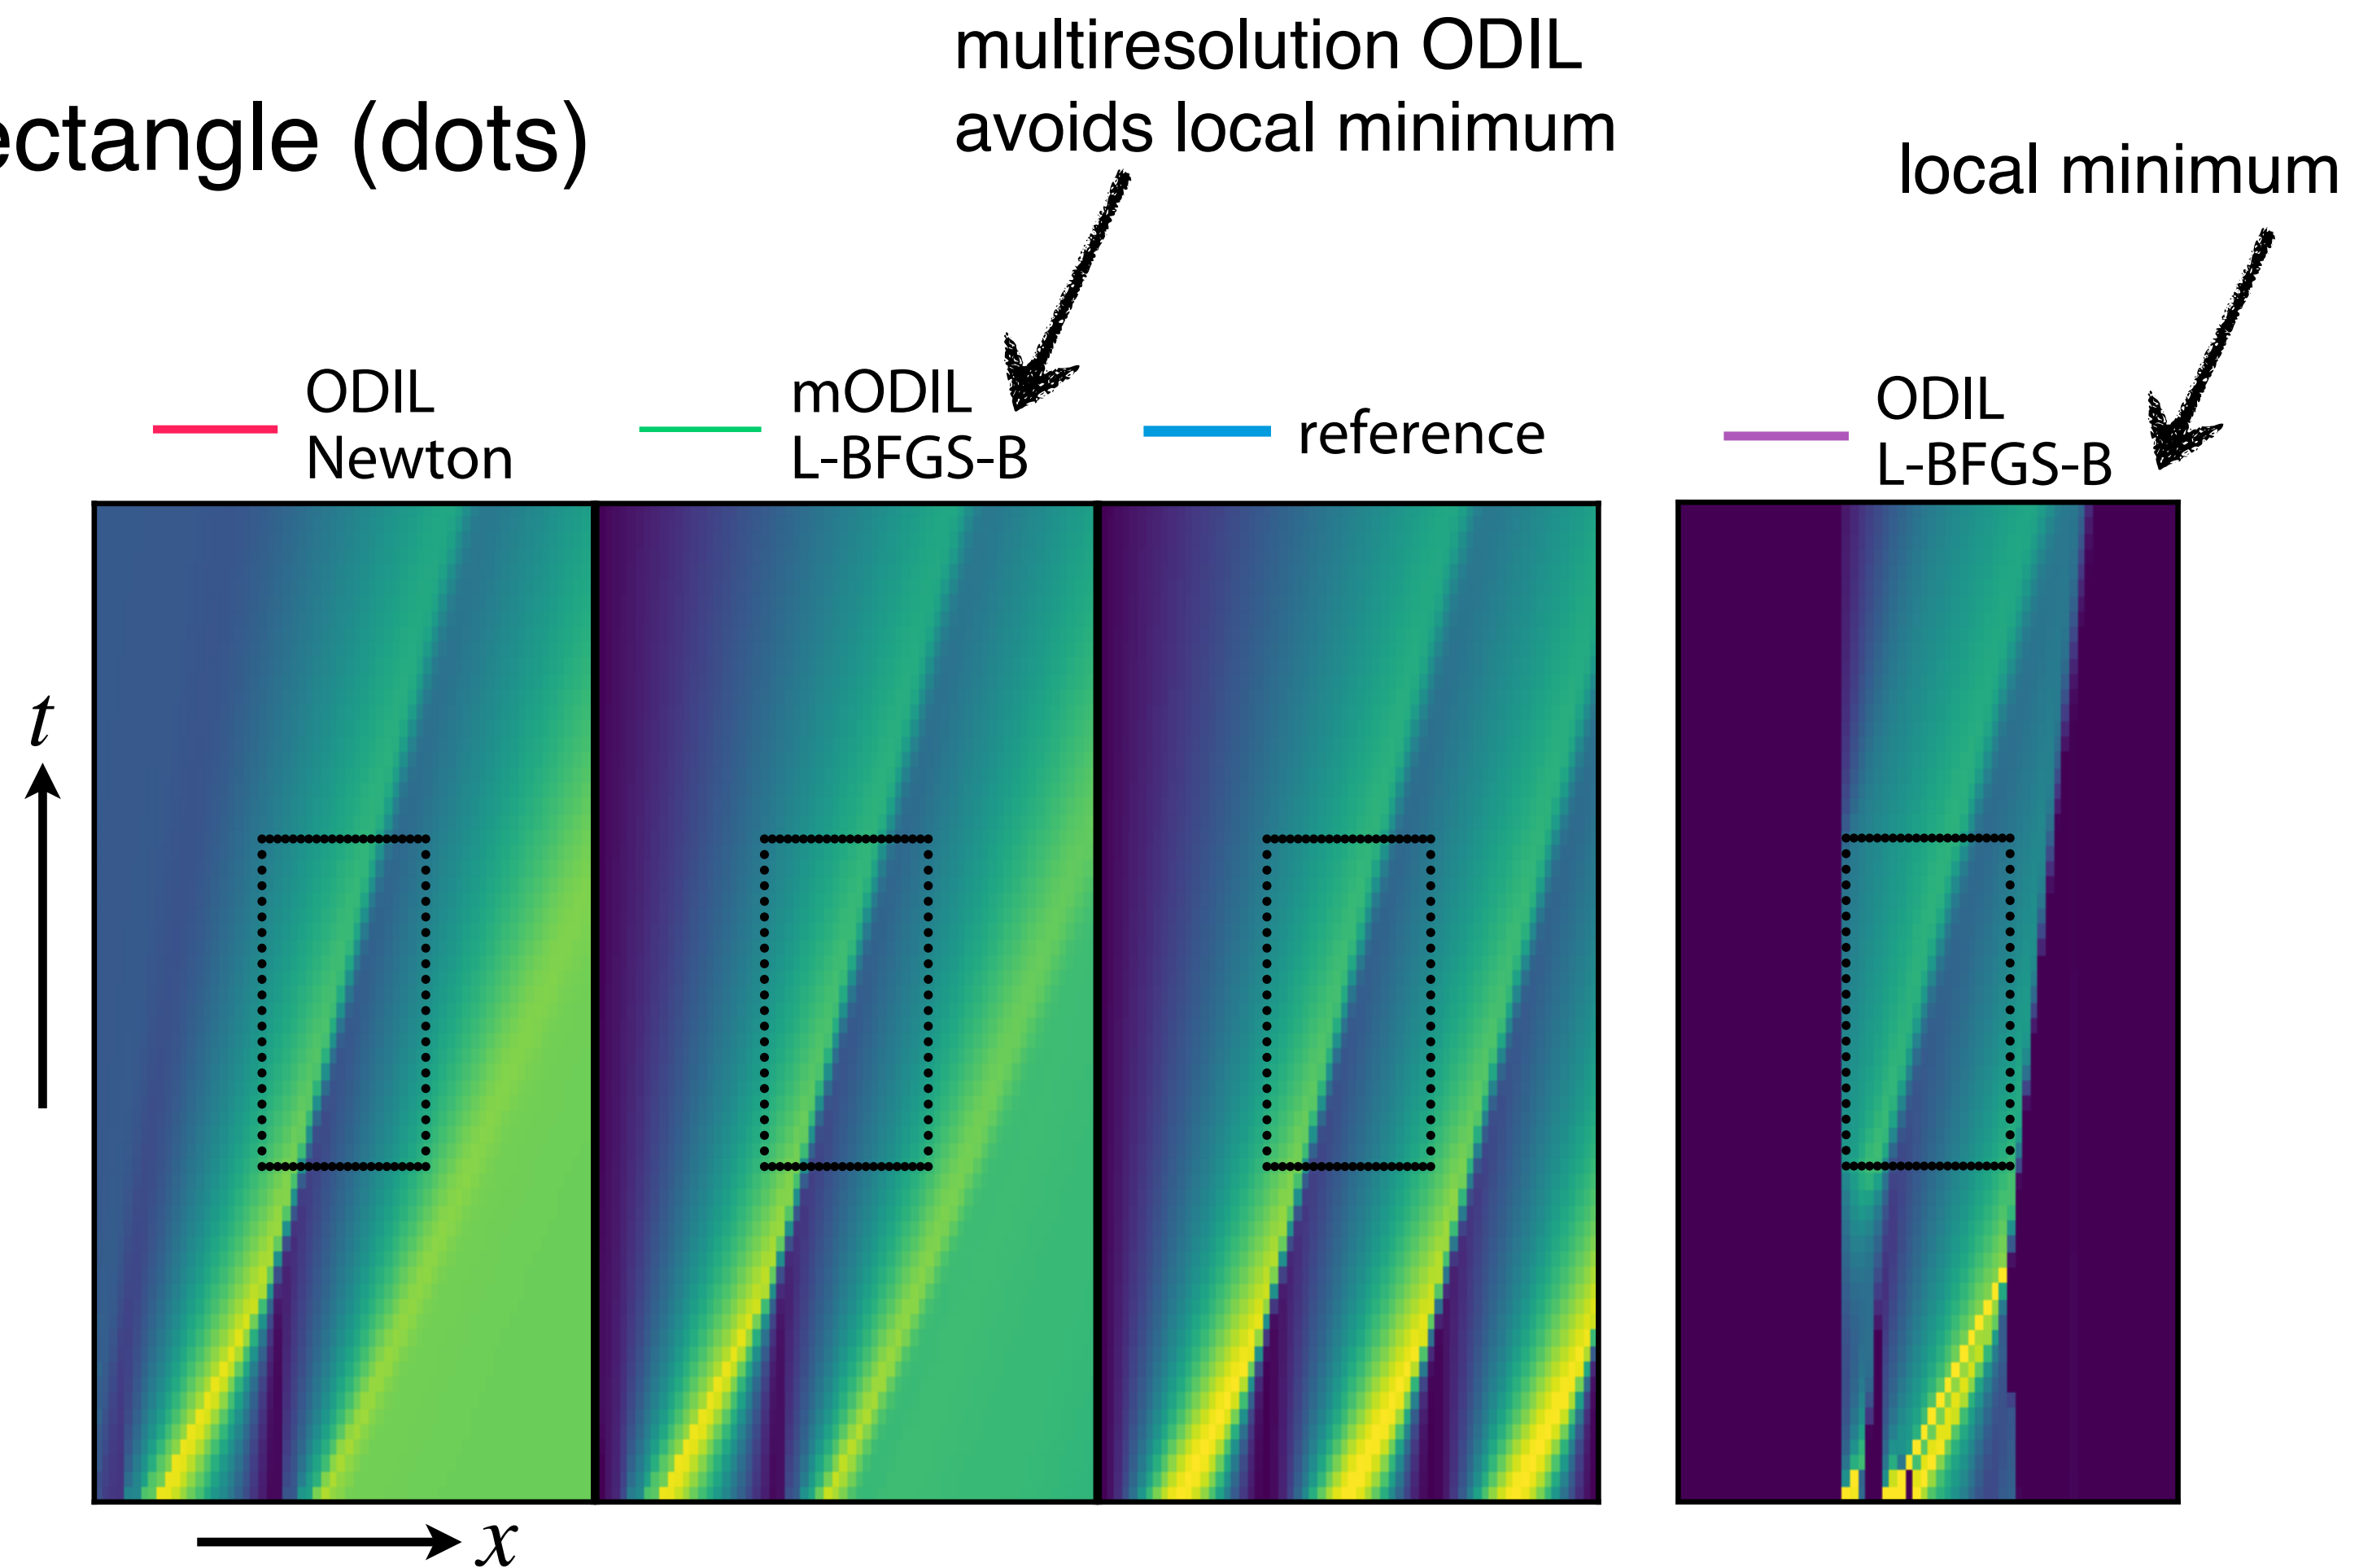 multiresolution ODIL
avoids local minimum
ectangle (dots)
local minimum
ODIL
Newton
mODIL
L-BFGS-B
reference
ODIL
L-BFGS-B
t
x